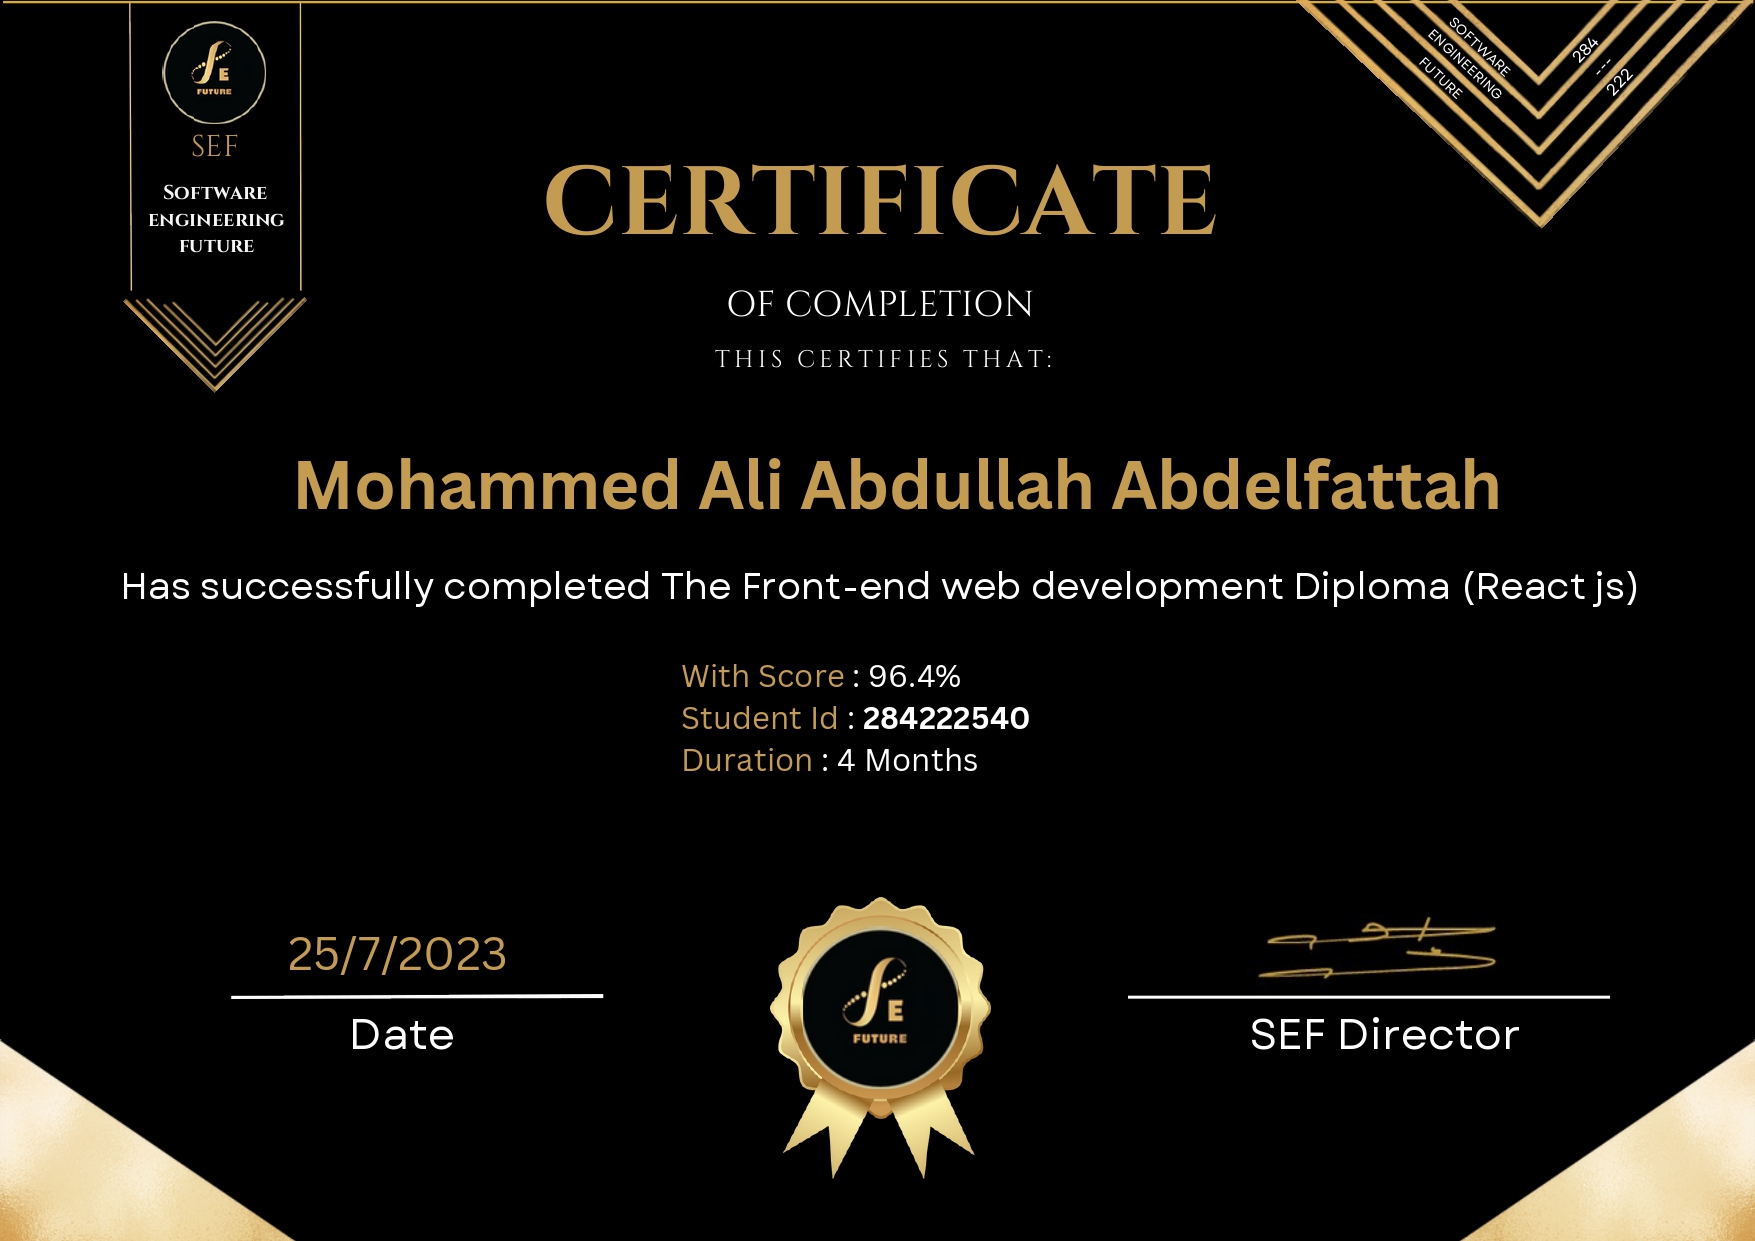 FUTURE
SEF
SOFTWARE
ENGINEERING
FUTURE
SOFTWARE
ENGINEERING
FUTURE
284
---
222
CERTIFICATE
OF COMPLETION
THIS CERTIFIES THAT:
Mohammed Ali Abdullah Abdelfattah
Has successfully completed The Front-end web development Diploma (React js)
With Score : 96.4%
Student Id : 284222540
Duration : 4 Months
25/7/2023
Date
E
FUTURE
SEF Director